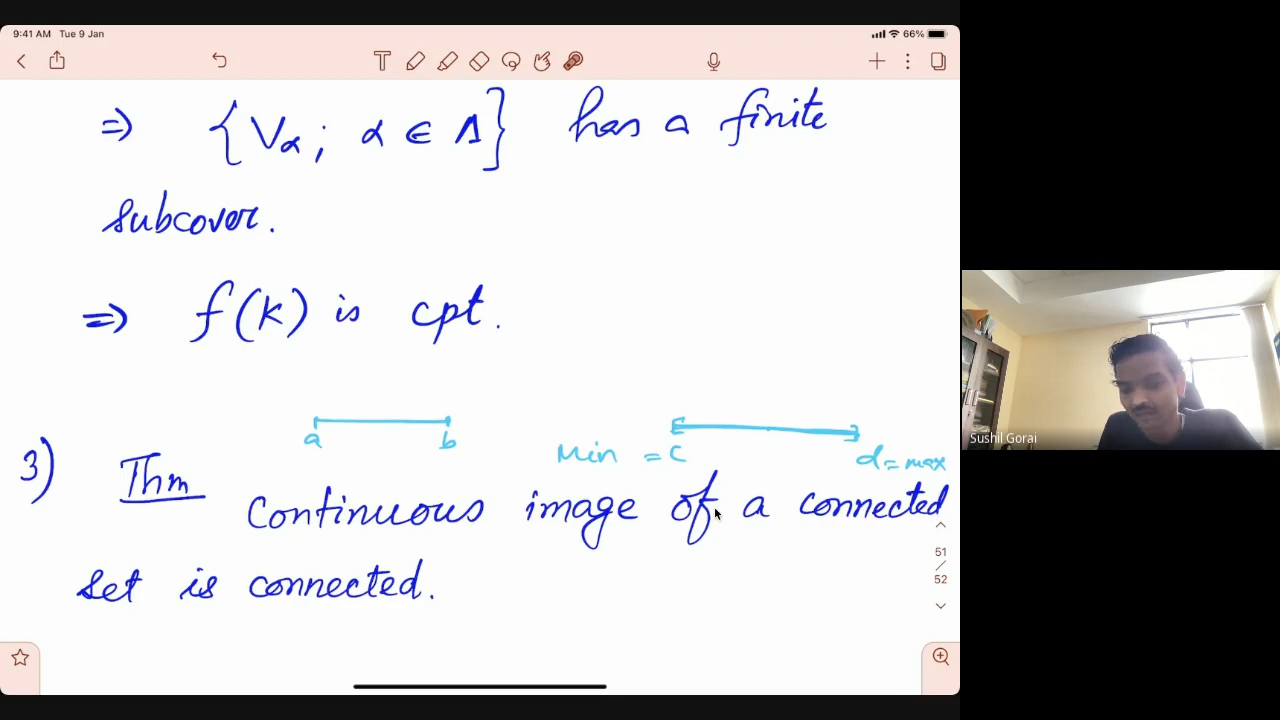 9:41 AM Tue 9 Jan
66%
⇒ {Vα ; α ∈ Λ} has a finite
subcover.
⇒ f(K) is cpt.
a b
Min = c d = max
3) Thm Continuous image of a connected
set is connected.
51
/
52
Sushil Gorai